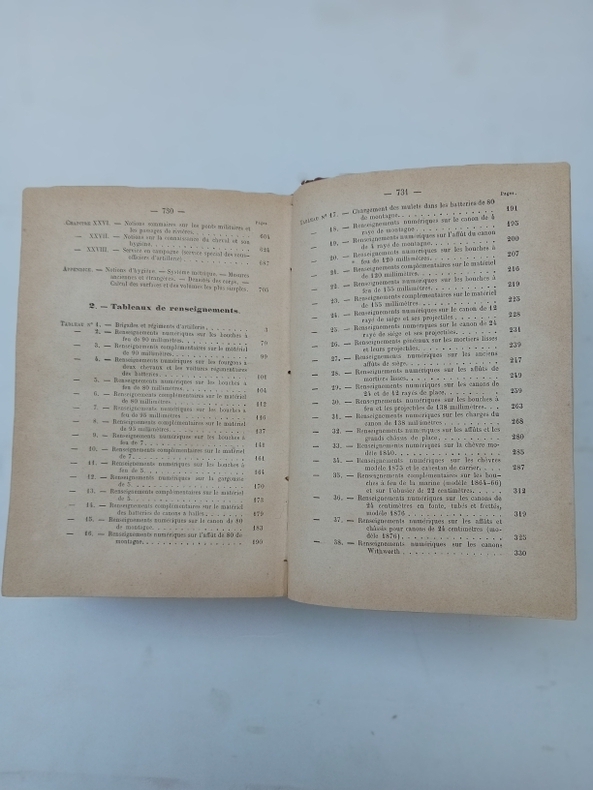 — 730 —
Pages.
CHAPITRE XXVI. — Notions sommaires sur les ponts militaires et
les passages de rivières
— XXVII. — Notions sur la connaissance du cheval et son
hygiène
— XXVIII. — Service en campagne (service spécial des sous-
officiers d'artillerie)
APPENDICE. — Notions d'hygiène. — Système métrique. — Mesures
anciennes et étrangères. — Densités des corps. —
Calcul des surfaces et des volumes les plus simples.
2. — Tableaux de renseignements.
TABLEAU Nº 1. — Brigades et régiments d'artillerie
— 2. — Renseignements numériques sur les bouches à
feu de 90 millimètres
— 3. — Renseignements complémentaires sur le matériel
de 90 millimètres
— 4. — Renseignements numériques sur les fourgons à
deux chevaux et les voitures régimentaires
des batteries
— 5. — Renseignements numériques sur les bouches à
feu de 80 millimètres
— 6. — Renseignements complémentaires sur le matériel
de 80 millimètres
— 7. — Renseignements numériques sur les bouches à
feu de 95 millimètres
— 8. — Renseignements complémentaires sur le matériel
de 95 millimètres 137
— 9. — Renseignements numériques sur les bouches à
feu de 7
— 10. — Renseignements complémentaires sur le matériel
de 7
— 11. — Renseignements numériques sur les bouches à
feu de 5 164
— 12. — Renseignements numériques sur la gargousse
de 5 170
— 13. — Renseignements complémentaires sur le matériel
de 5 175
— 14. — Renseignements complémentaires sur le matériel
des batteries de canons à balles 179
— 15. — Renseignements numériques sur le canon de 80
de montagne 183
— 16. — Renseignements numériques sur l'affût de 80 de
montagne 190
— 731 —
Pages.
TABLEAU Nº 17. — Chargement des mulets dans les batteries de 80
de montagne 191
— 18. — Renseignements numériques sur le canon de 4
rayé de montagne 195
— 19. — Renseignements numériques sur l'affût du canon
de 4 rayé de montagne 200
— 20. — Renseignements numériques sur les bouches à
feu de 120 millimètres 207
— 21. — Renseignements complémentaires sur le matériel
de 120 millimètres 216
— 22. — Renseignements numériques sur les bouches à
feu de 155 millimètres 219
— 23. — Renseignements complémentaires sur le matériel
de 155 millimètres 225
— 24. — Renseignements numériques sur le canon de 12
rayé de siège et ses projectiles 228
— 25. — Renseignements numériques sur le canon de 24
rayé de siège et ses projectiles 231
— 26. — Renseignements généraux sur les mortiers lisses
et leurs projectiles 239
— 27. — Renseignements numériques sur les anciens
affûts de siège 247
— 28. — Renseignements numériques sur les affûts de
mortiers lisses 249
— 29. — Renseignements numériques sur les canons de
24 et de 12 rayés de place 259
— 30. — Renseignements numériques sur les bouches à
feu et les projectiles de 138 millimètres 263
— 31. — Renseignements numériques sur les charges du
canon de 138 millimètres 268
— 32. — Renseignements numériques sur les affûts et les
grands châssis de place 280
— 33. — Renseignements numériques sur la chèvre mo-
dèle 1840 285
— 34. — Renseignements numériques sur les chèvres
modèle 1875 et le cabestan de carrier 287
— 35. — Renseignements complémentaires sur les bou-
ches à feu de la marine (modèle 1864-66)
et sur l'obusier de 22 centimètres 312
— 36. — Renseignements numériques sur les canons de
24 centimètres en fonte, tubés et frettés,
modèle 1876 319
— 37. — Renseignements numériques sur les affûts et
châssis pour canons de 24 centimètres (mo-
dèle 1876) 325
— 38. — Renseignements numériques sur les canons
Withworth 330